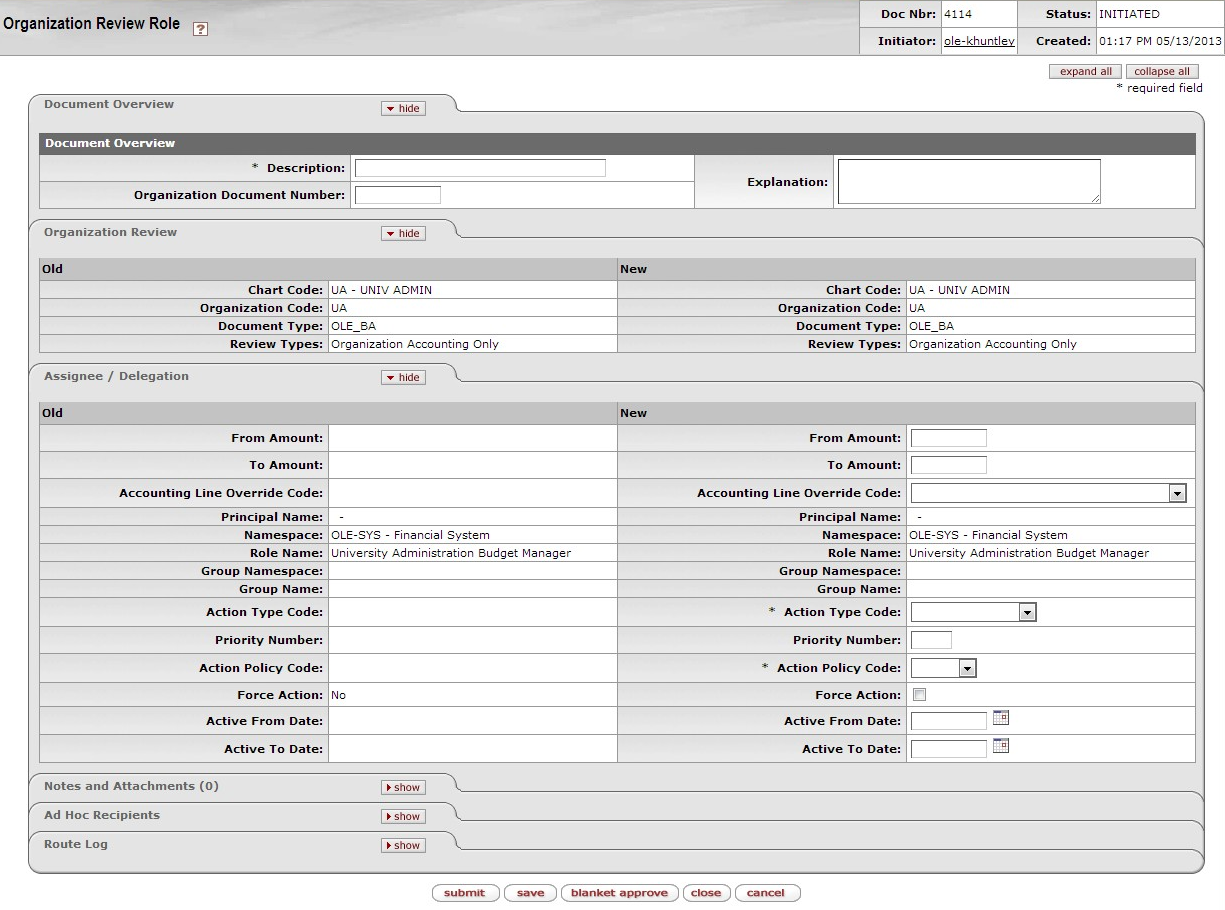 Organization Review Role ?
Doc Nbr: 4114 Status: INITIATED
Initiator: ole-khuntley Created: 01:17 PM 05/13/2013
expand all collapse all
* required field
Document Overview hide
Document Overview
* Description: Explanation:
Organization Document Number:
Organization Review hide
Old New
Chart Code: UA - UNIV ADMIN Chart Code: UA - UNIV ADMIN
Organization Code: UA Organization Code: UA
Document Type: OLE_BA Document Type: OLE_BA
Review Types: Organization Accounting Only Review Types: Organization Accounting Only
Assignee / Delegation hide
Old New
From Amount: From Amount:
To Amount: To Amount:
Accounting Line Override Code: Accounting Line Override Code:
Principal Name: - Principal Name: -
Namespace: OLE-SYS - Financial System Namespace: OLE-SYS - Financial System
Role Name: University Administration Budget Manager Role Name: University Administration Budget Manager
Group Namespace: Group Namespace:
Group Name: Group Name:
Action Type Code: * Action Type Code:
Priority Number: Priority Number:
Action Policy Code: * Action Policy Code:
Force Action: No Force Action:
Active From Date: Active From Date:
Active To Date: Active To Date:
Notes and Attachments (0) show
Ad Hoc Recipients show
Route Log show
submit save blanket approve close cancel